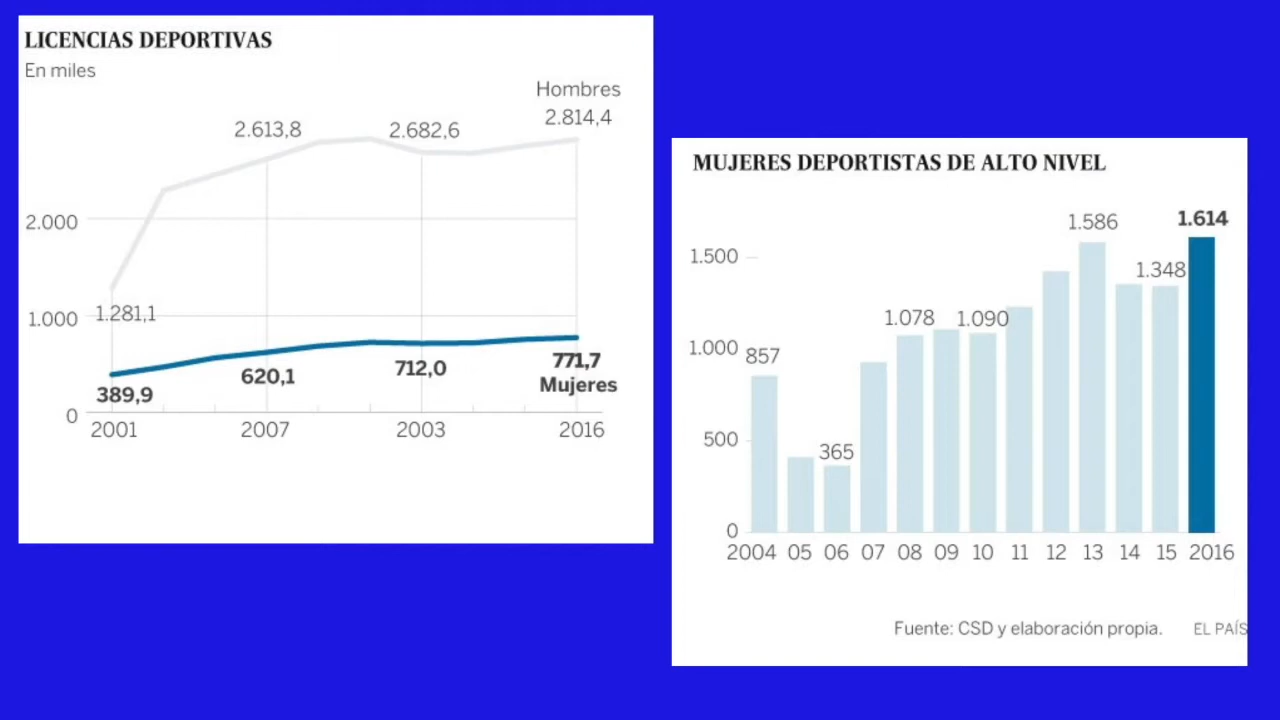 LICENCIAS DEPORTIVAS
En miles
Hombres
2.814,4
2.613,8
2.682,6
2.000
1.281,1
1.000
771,7
Mujeres
712,0
620,1
389,9
0
2001 2007 2003 2016
MUJERES DEPORTISTAS DE ALTO NIVEL
1.614
1.586
1.500
1.348
1.078 1.090
1.000
857
500
365
0
2004 05 06 07 08 09 10 11 12 13 14 15 2016
Fuente: CSD y elaboración propia. EL PAÍS